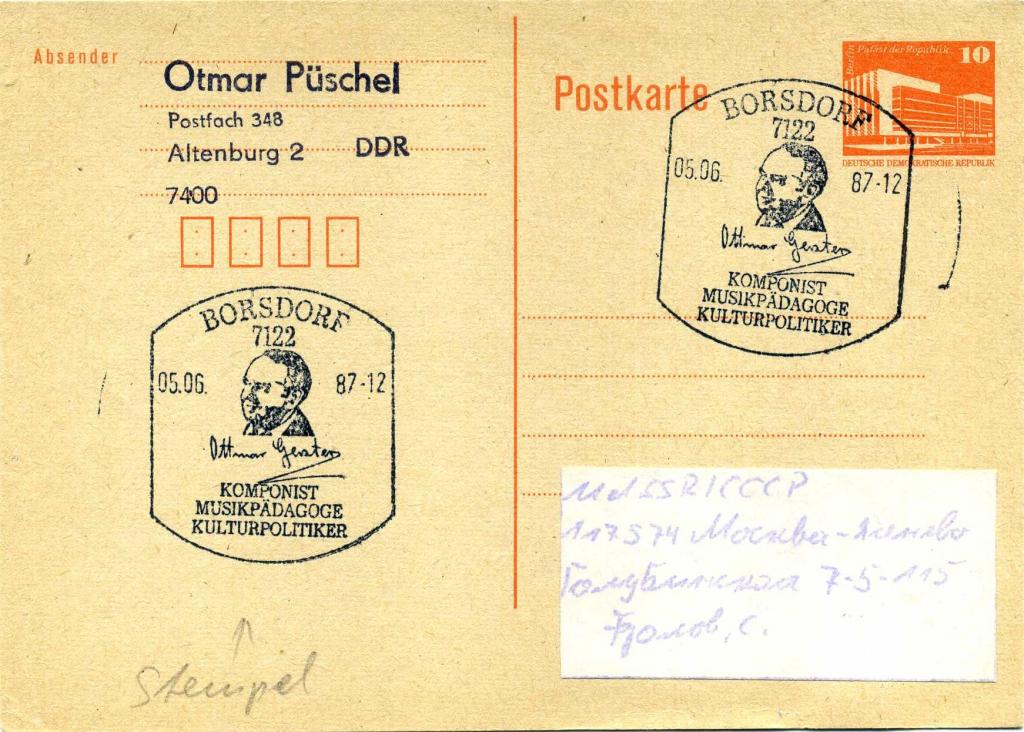 Absender
Otmar Püschel
Postfach 348
Altenburg 2 DDR
7400
Postkarte
Berlin Palast der Republik 10
DEUTSCHE DEMOKRATISCHE REPUBLIK
BORSDORF
7122
05.06. 87-12
Ottmar Gerster
KOMPONIST
MUSIKPÄDAGOGE
KULTURPOLITIKER
BORSDORF
7122
05.06. 87-12
Ottmar Gerster
KOMPONIST
MUSIKPÄDAGOGE
KULTURPOLITIKER
СССР
117574 Москва-
7-5-115
Фролов, С.
Stempel